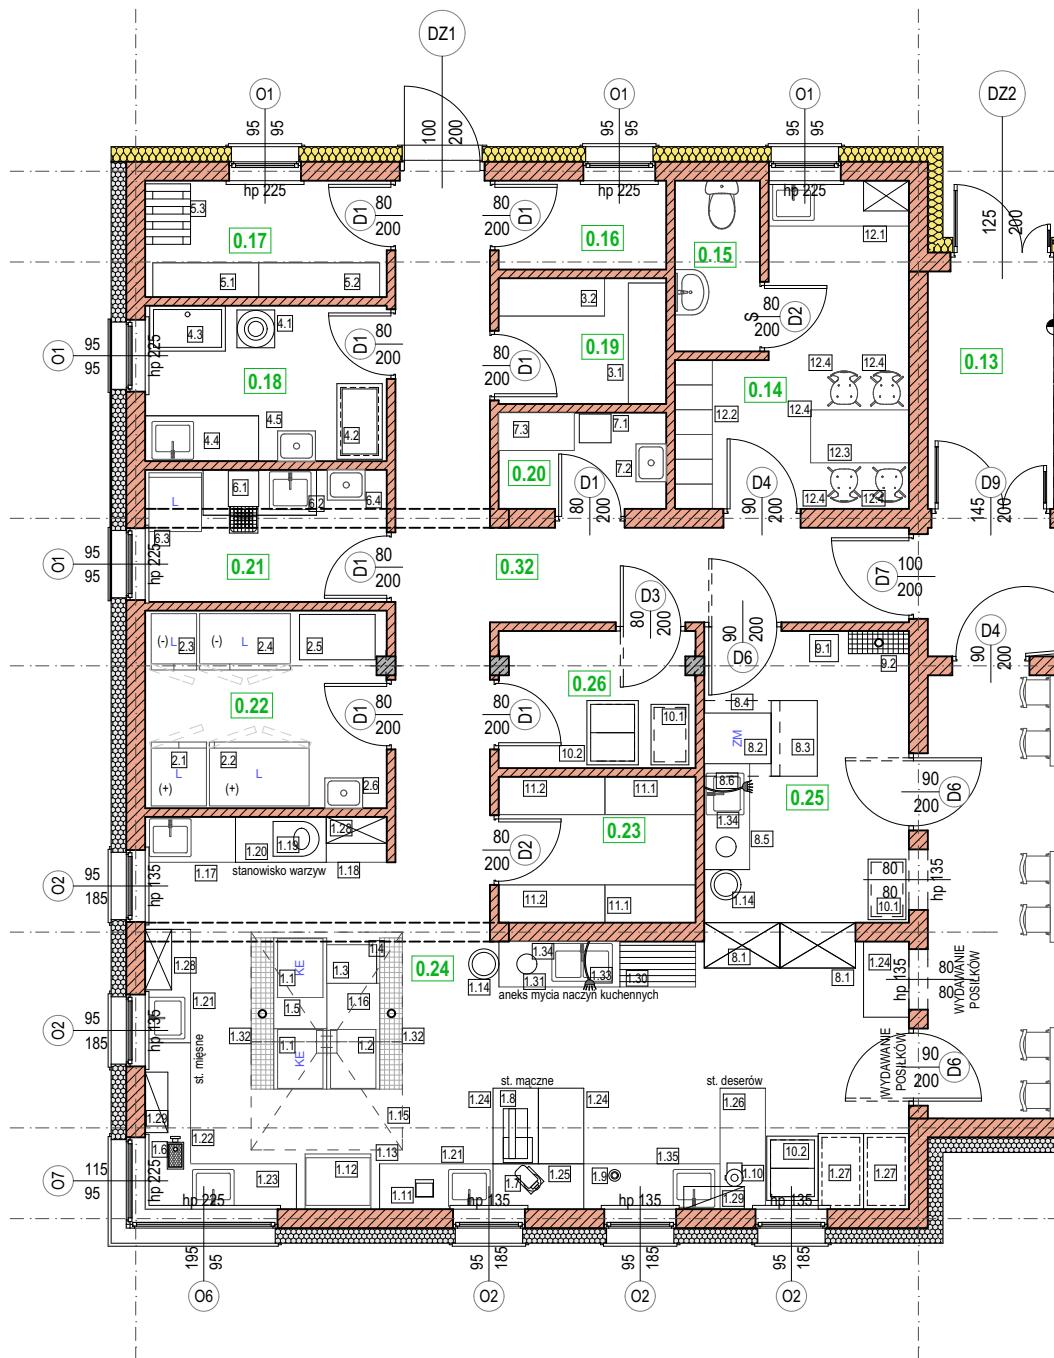 DZ1
O1
O1
O1
DZ2
95 95
100 200
95 95
95 95
hp 225
hp 225
hp 225
5.3
0.17
80
200
D1
80
200
D1
0.16
0.15
12.1
125 200
5.1
5.2
4.3
4.1
80
200
D1
3.2
0.19
3.1
80
200
D1
S
80
200
D2
O1
95
95
hp 225
0.18
4.5
4.4
4.2
12.4
12.4
0.14
12.4
12.2
12.3
0.13
7.3
7.1
7.2
0.20
D1
80
200
D4
90
200
12.4
12.4
D9
145
200
L
6.1
6.2
6.4
6.3
O1
95
95
hp 225
0.21
80
200
D1
0.32
D3
80
200
90
200
D6
D7
100
200
D4
90
200
(-)
L
2.3
(-)
L
2.4
2.5
0.22
80
200
D1
80
200
D1
0.26
10.2
10.1
9.1
9.2
8.4
ZM
8.2
8.3
8.6
0.25
1.34
8.5
1.14
90
200
D6
2.1
L
(+)
2.2
L
(+)
2.6
1.28
1.20
1.19
1.17
stanowisko warzyw
1.18
O2
95
185
hp 135
11.2
11.1
0.23
80
200
D2
11.2
11.1
80
80
10.1
hp 135
1.28
1.21
1.1
KE
1.3
1.4
1.5
1.16
1.1
KE
1.2
1.32
1.32
0.24
1.14
1.34
1.31
1.33
1.30
aneks mycia naczyń kuchennych
8.1
8.1
1.24
hp 135
80
80
WYDAWANIE
POSIŁKÓW
O2
95
185
hp 135
st. mięsne
WYDAWANIE
POSIŁKÓW
90
200
D6
st. mączne
st. deserów
1.24
1.8
1.24
1.26
1.15
1.29
1.22
1.6
1.13
1.12
1.21
1.23
1.11
1.7
1.25
1.9
1.35
1.10
1.29
10.2
1.27
1.27
O7
115
95
hp 225
hp 225
hp 135
hp 135
hp 135
195
95
95
185
95
185
95
185
O6
O2
O2
O2